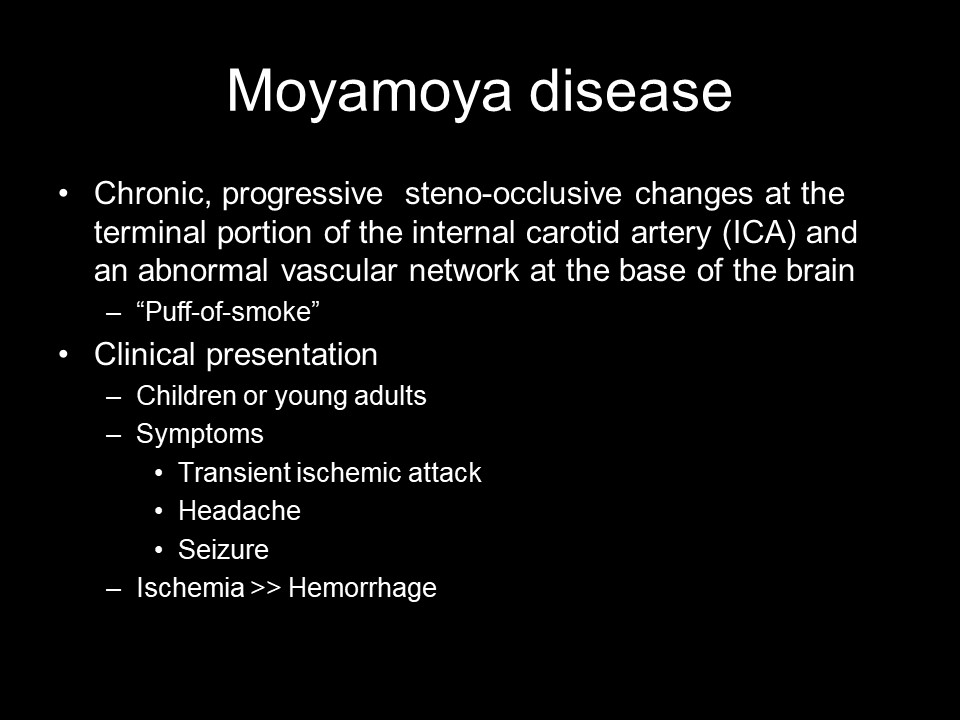 Moyamoya disease
• Chronic, progressive  steno-occlusive changes at the
terminal portion of the internal carotid artery (ICA) and
an abnormal vascular network at the base of the brain
– “Puff-of-smoke”
• Clinical presentation
– Children or young adults
– Symptoms
• Transient ischemic attack
• Headache
• Seizure
– Ischemia >> Hemorrhage